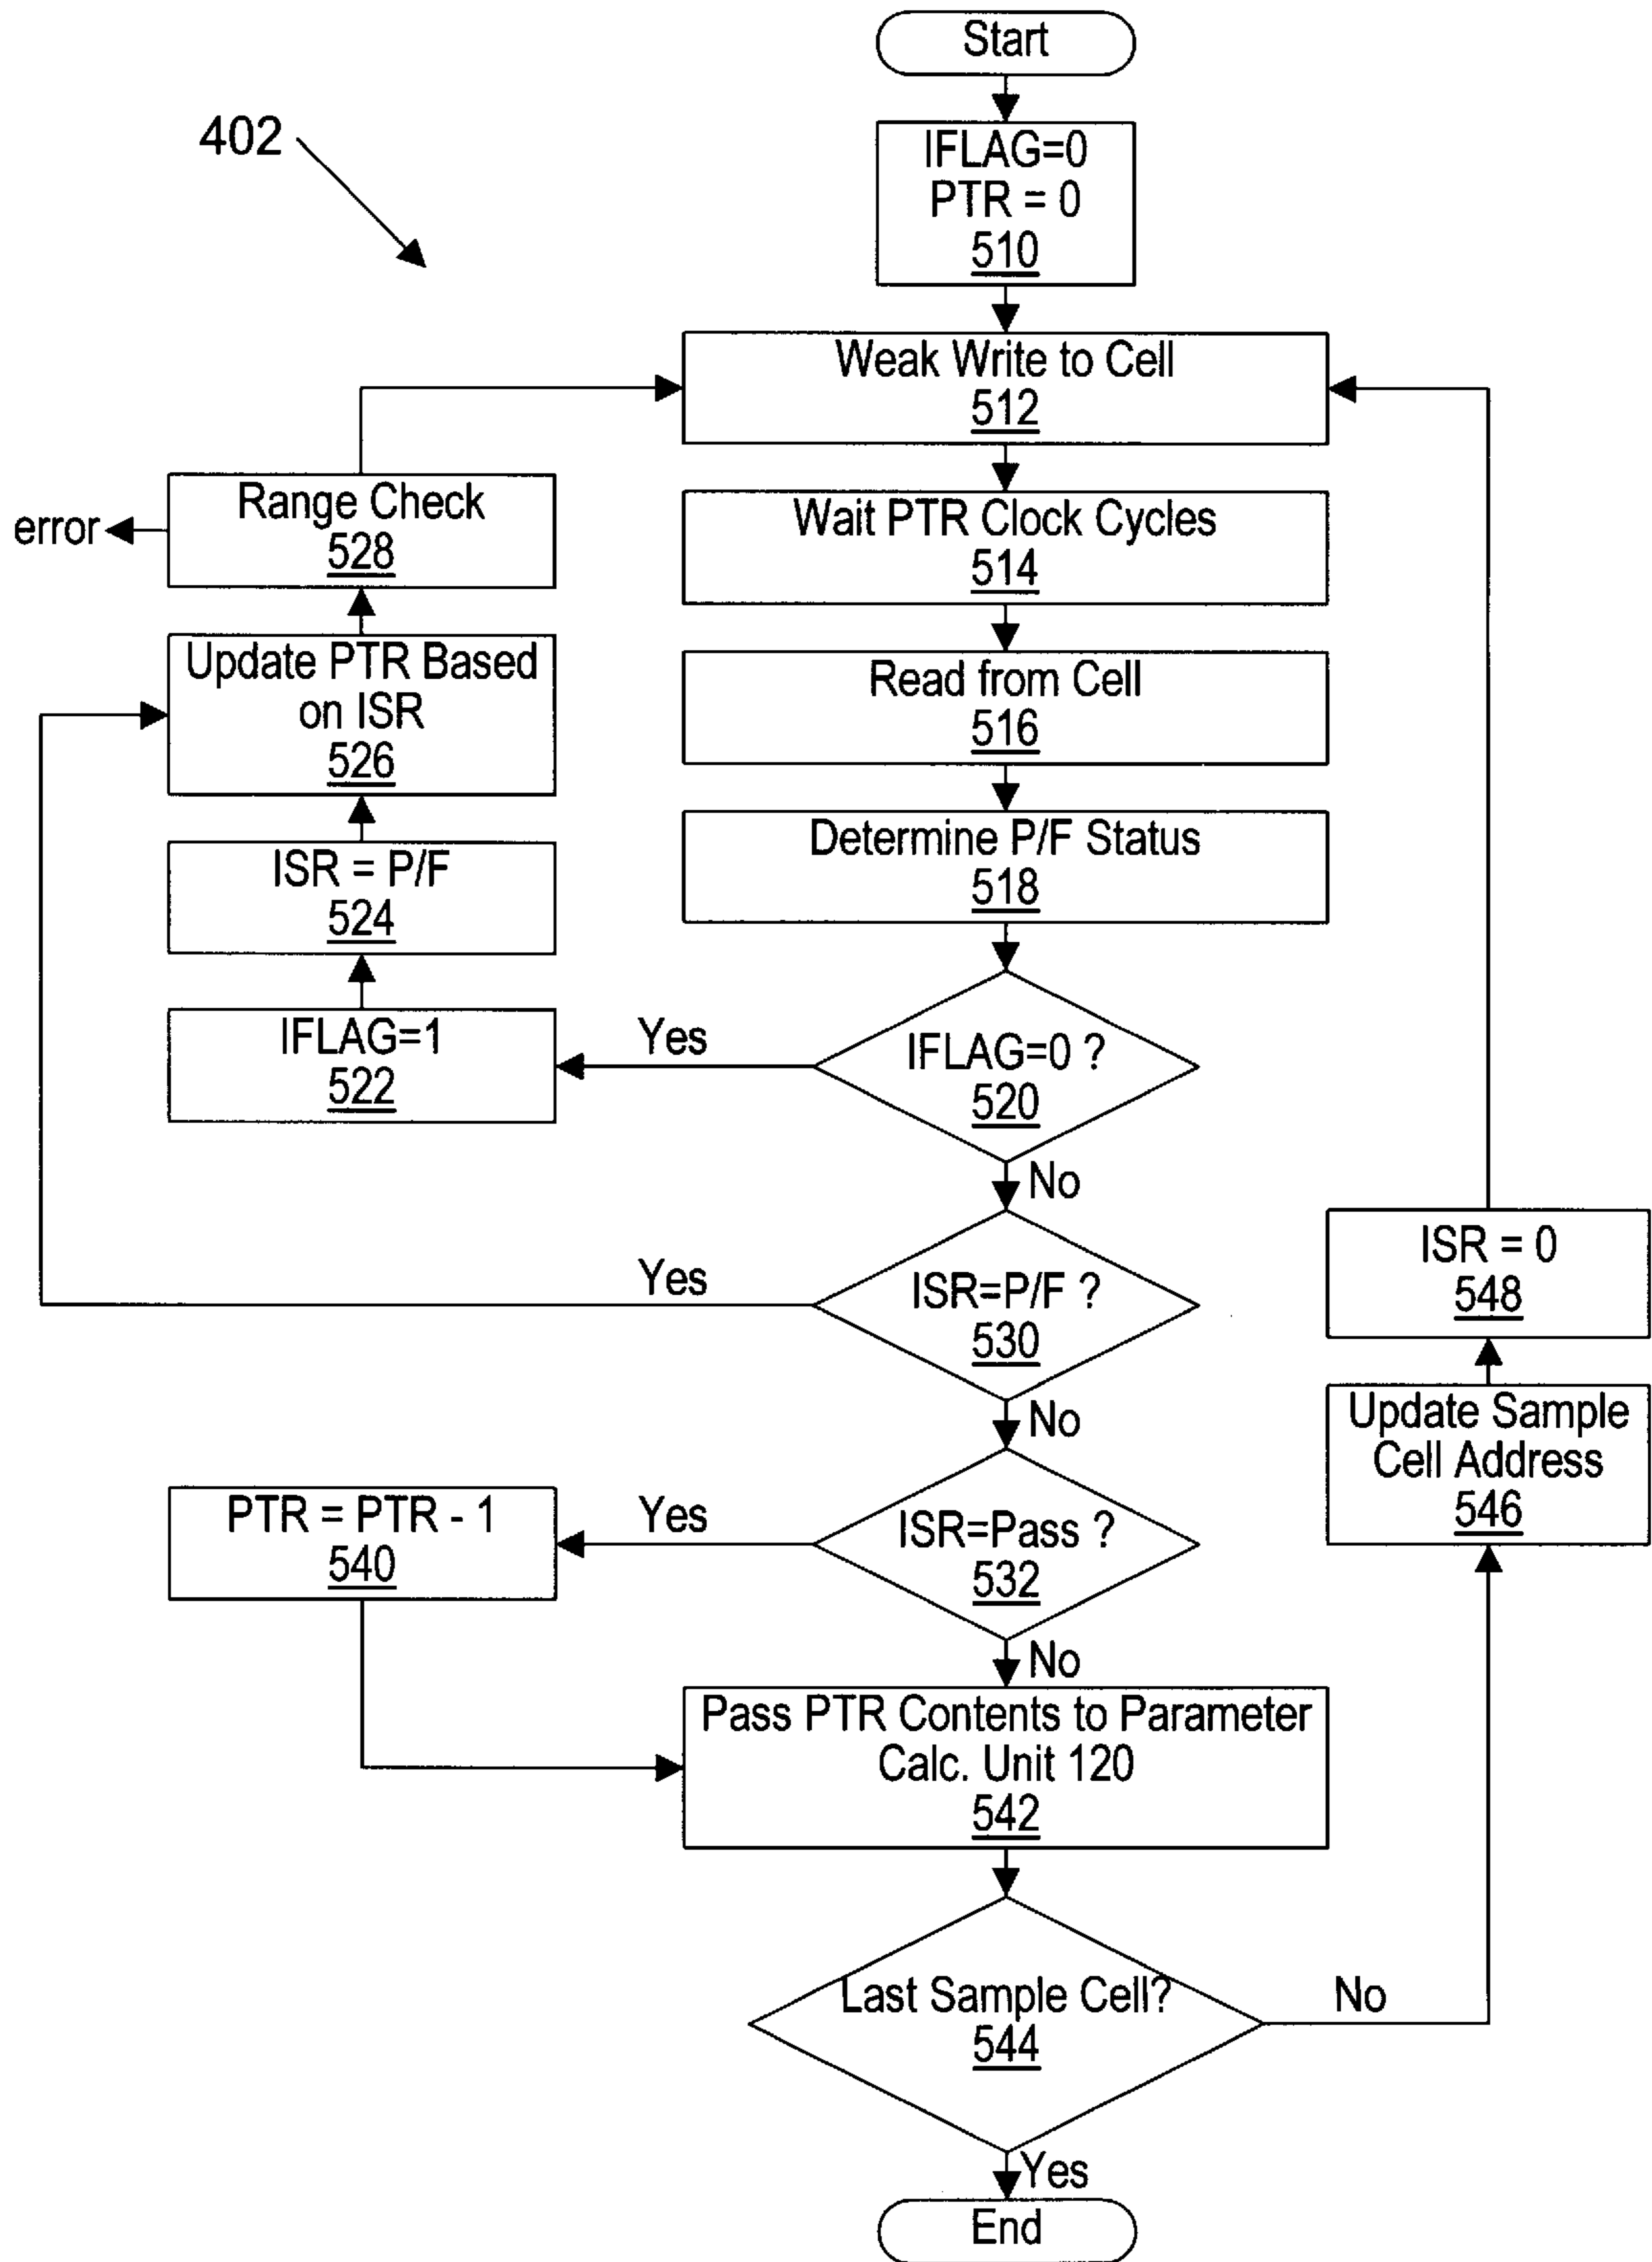 Start
402
IFLAG=0
PTR = 0
510
Weak Write to Cell
512
Range Check
528
error
Wait PTR Clock Cycles
514
Update PTR Based
on ISR
526
Read from Cell
516
ISR = P/F
524
Determine P/F Status
518
IFLAG=1
522
Yes
IFLAG=0 ?
520
No
Yes
ISR=P/F ?
530
ISR = 0
548
No
Update Sample
Cell Address
546
PTR = PTR - 1
540
Yes
ISR=Pass ?
532
No
Pass PTR Contents to Parameter
Calc. Unit 120
542
Last Sample Cell?
544
No
Yes
End